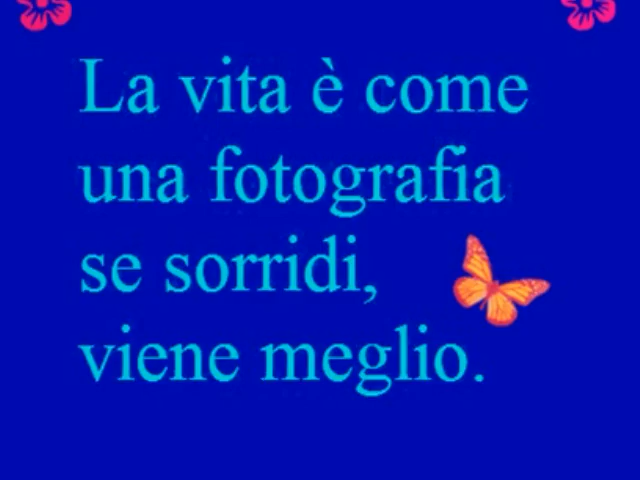 La vita è come
una fotografia
se sorridi,
viene meglio.